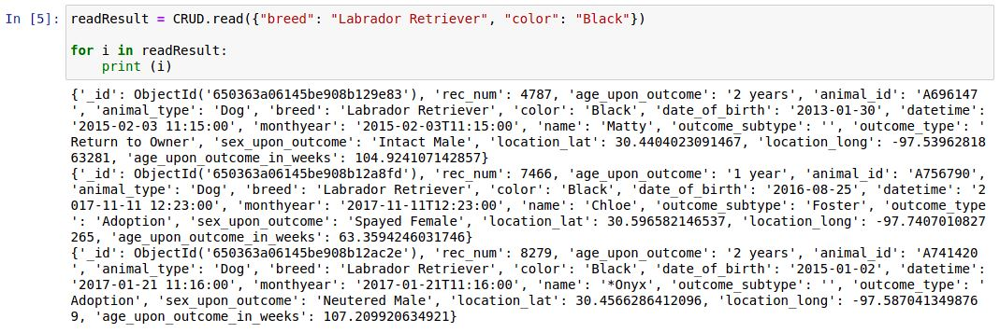 In [5]: readResult = CRUD.read({"breed": "Labrador Retriever", "color": "Black"})
for i in readResult:
    print (i)
{'_id': ObjectId('650363a06145be908b129e83'), 'rec_num': 4787, 'age_upon_outcome': '2 years', 'animal_id': 'A696147
', 'animal_type': 'Dog', 'breed': 'Labrador Retriever', 'color': 'Black', 'date_of_birth': '2013-01-30', 'datetime':
'2015-02-03 11:15:00', 'monthyear': '2015-02-03T11:15:00', 'name': 'Matty', 'outcome_subtype': '', 'outcome_type': '
Return to Owner', 'sex_upon_outcome': 'Intact Male', 'location_lat': 30.4404023091467, 'location_long': -97.53962818
63281, 'age_upon_outcome_in_weeks': 104.924107142857}
{'_id': ObjectId('650363a06145be908b12a8fd'), 'rec_num': 7466, 'age_upon_outcome': '1 year', 'animal_id': 'A756790',
'animal_type': 'Dog', 'breed': 'Labrador Retriever', 'color': 'Black', 'date_of_birth': '2016-08-25', 'datetime': '2
017-11-11 12:23:00', 'monthyear': '2017-11-11T12:23:00', 'name': 'Chloe', 'outcome_subtype': 'Foster', 'outcome_type
': 'Adoption', 'sex_upon_outcome': 'Spayed Female', 'location_lat': 30.596582146537, 'location_long': -97.7407010827
265, 'age_upon_outcome_in_weeks': 63.3594246031746}
{'_id': ObjectId('650363a06145be908b12ac2e'), 'rec_num': 8279, 'age_upon_outcome': '2 years', 'animal_id': 'A741420
', 'animal_type': 'Dog', 'breed': 'Labrador Retriever', 'color': 'Black', 'date_of_birth': '2015-01-02', 'datetime':
'2017-01-21 11:16:00', 'monthyear': '2017-01-21T11:16:00', 'name': '*Onyx', 'outcome_subtype': '', 'outcome_type': '
Adoption', 'sex_upon_outcome': 'Neutered Male', 'location_lat': 30.4566286412096, 'location_long': -97.587041349876
9, 'age_upon_outcome_in_weeks': 107.209920634921}